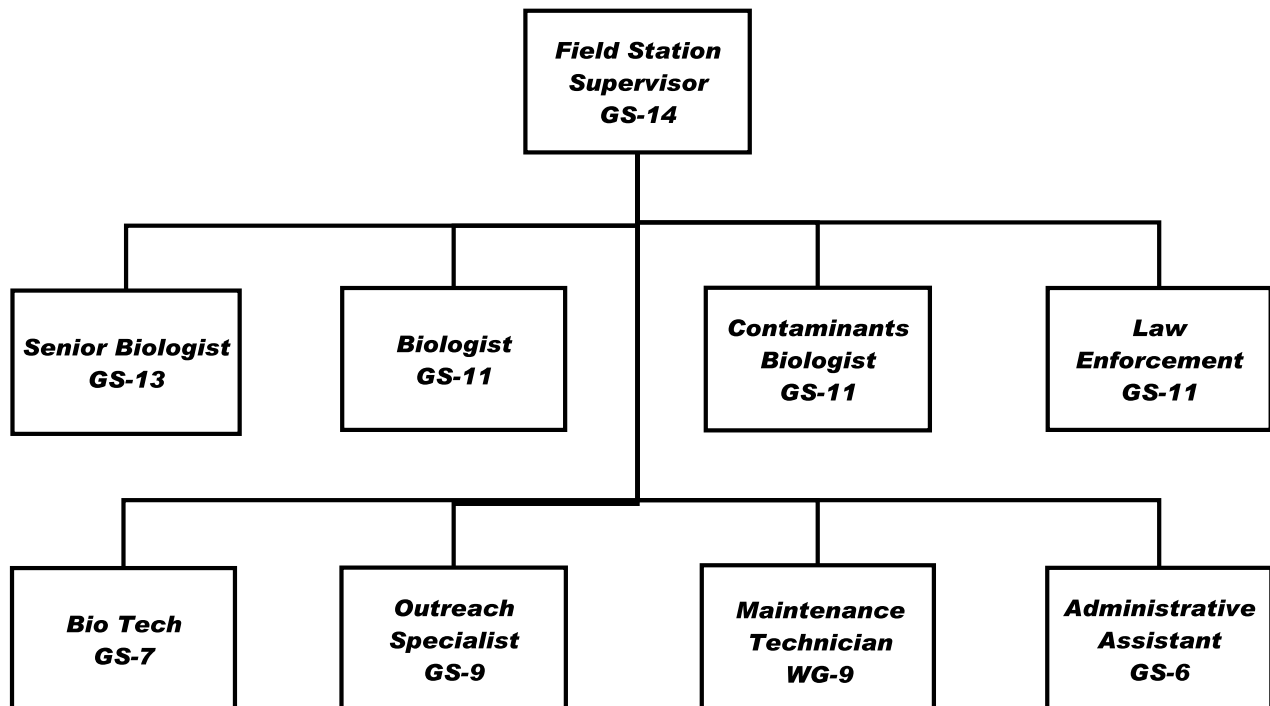 Field Station
Supervisor
GS-14
Senior Biologist
GS-13
Biologist
GS-11
Contaminants
Biologist
GS-11
Law
Enforcement
GS-11
Bio Tech
GS-7
Outreach
Specialist
GS-9
Maintenance
Technician
WG-9
Administrative
Assistant
GS-6